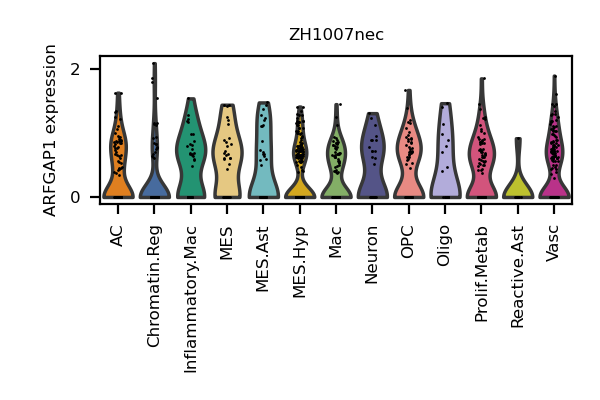 ZH1007nec
ARFGAP1 expression
2
0
AC
Chromatin.Reg
Inflammatory.Mac
MES
MES.Ast
MES.Hyp
Mac
Neuron
OPC
Oligo
Prolif.Metab
Reactive.Ast
Vasc